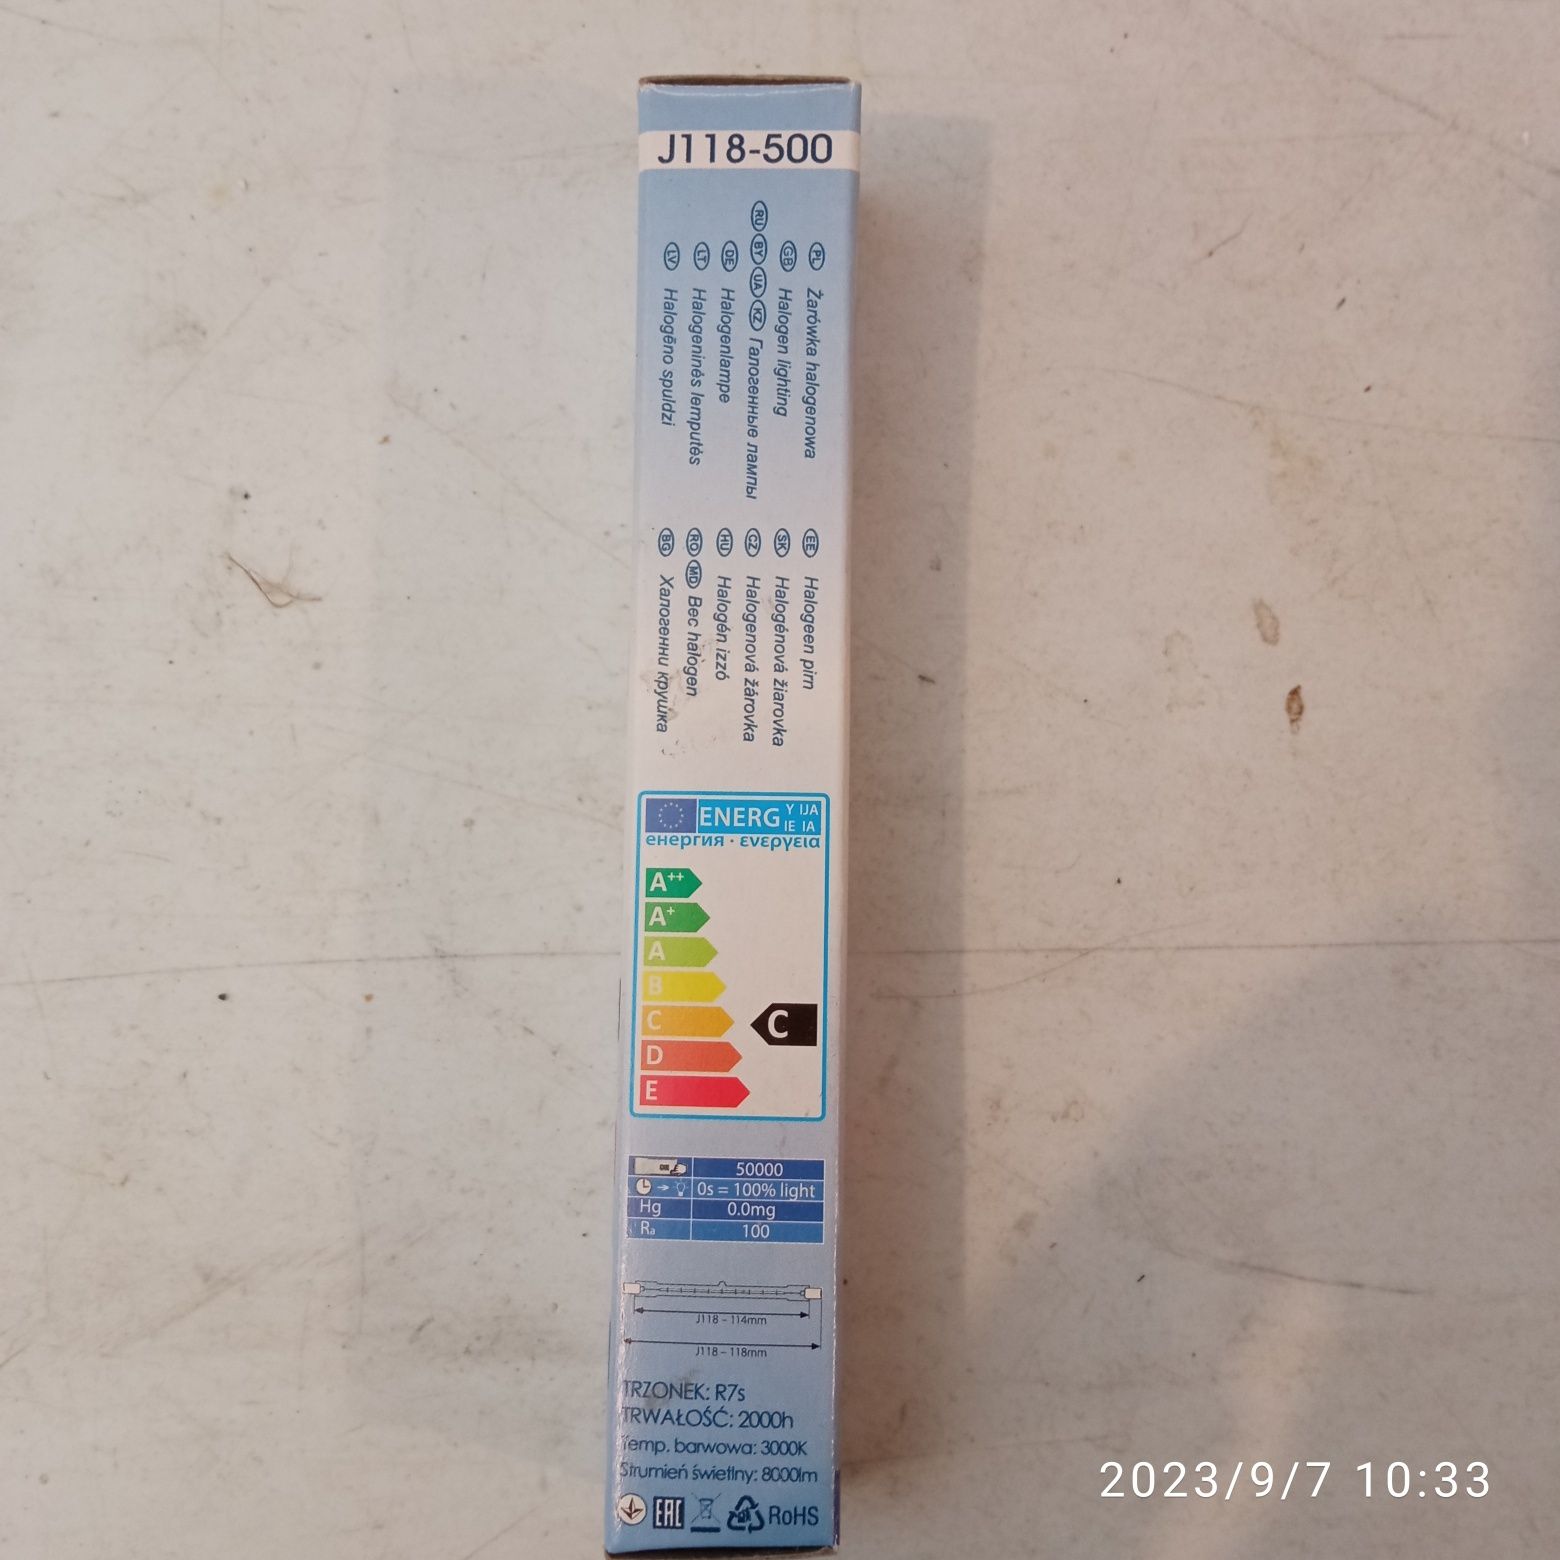 J118-500
PL Żarówka halogenowa
GB Halogen lighting
RU BY UA KZ Галогенные лампы
DE Halogenlampe
LT Halogeninės lemputės
LV Halogēno spuldzi
EE Halogeen pirn
SK Halogénová žiarovka
CZ Halogenová žárovka
HU Halogén izzó
RO MD Bec halogen
BG Халогенни крушка
ENERG Y IJA
IE IA
енергия · ενεργεια
A++
A+
A
B
C
C
D
E
50000
0s = 100% light
Hg 0.0mg
Ra 100
J118 - 114mm
J118 - 118mm
TRZONEK: R7s
TRWAŁOŚĆ: 2000h
Temp. barwowa: 3000K
Strumień świetlny: 8000lm
EAC RoHS
2023/9/7 10:33